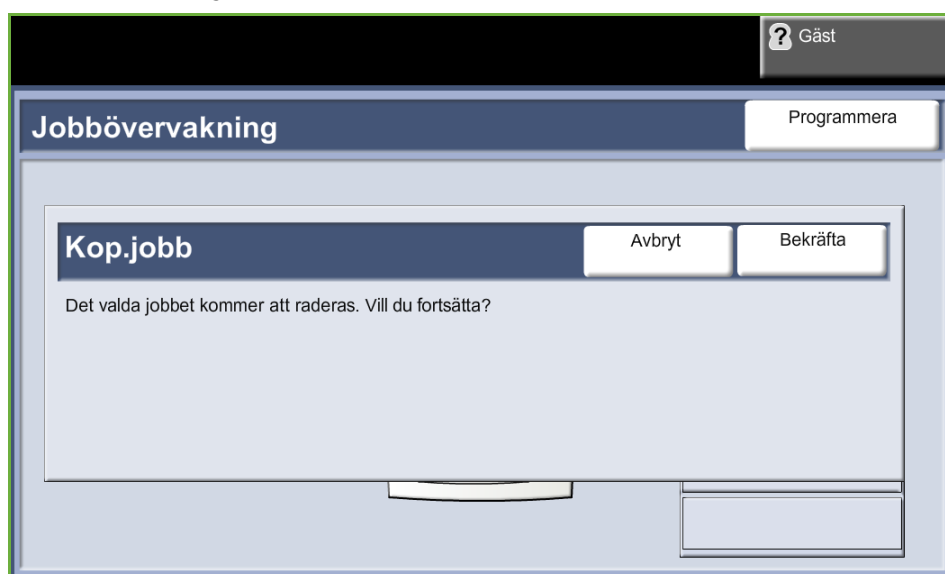 ? Gäst
Jobbövervakning
Programmera
Kop.jobb
Avbryt
Bekräfta
Det valda jobbet kommer att raderas. Vill du fortsätta?